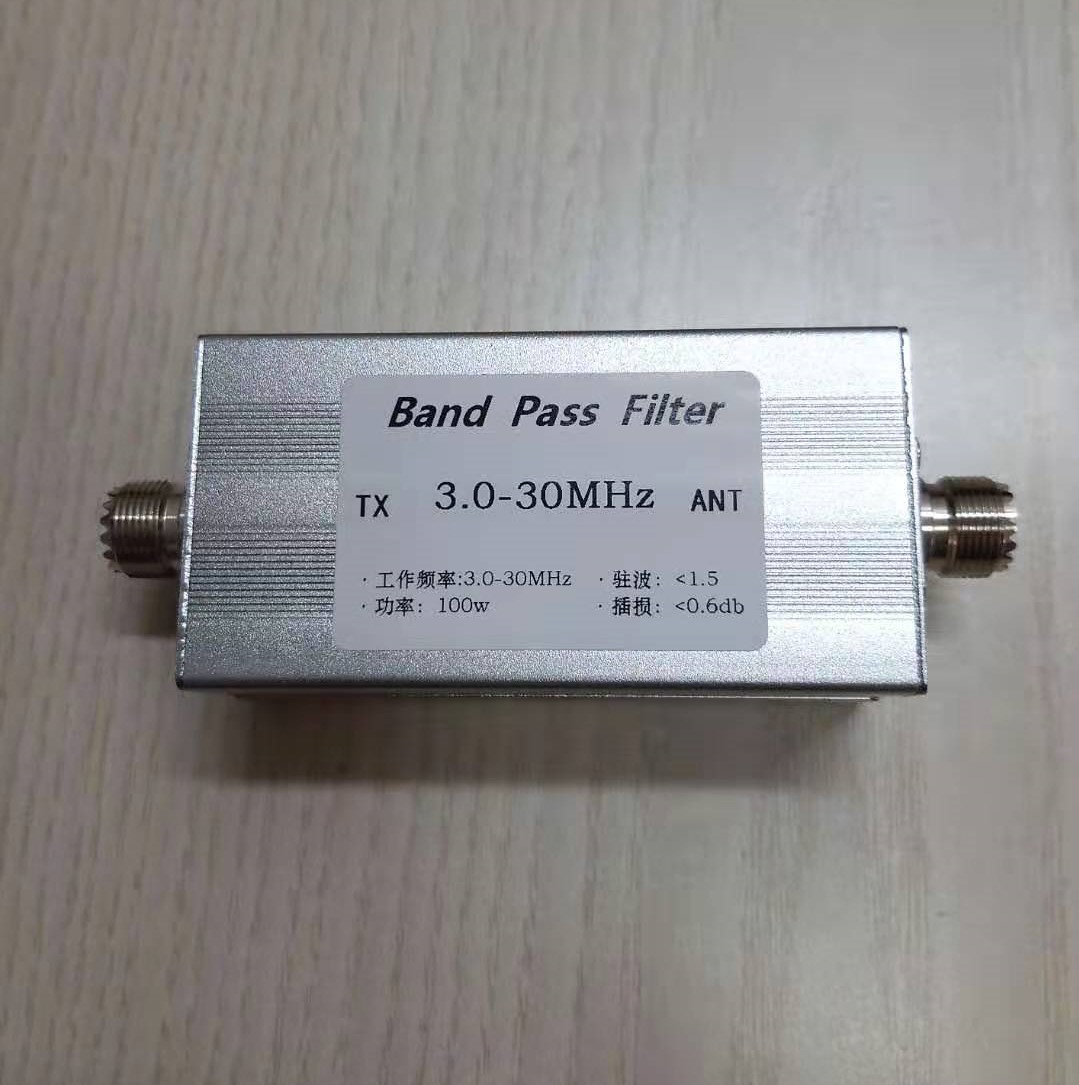 Band Pass Filter
TX 3.0-30MHz ANT
· 工作频率:3.0-30MHz · 驻波: <1.5
· 功率: 100w · 插损: <0.6db